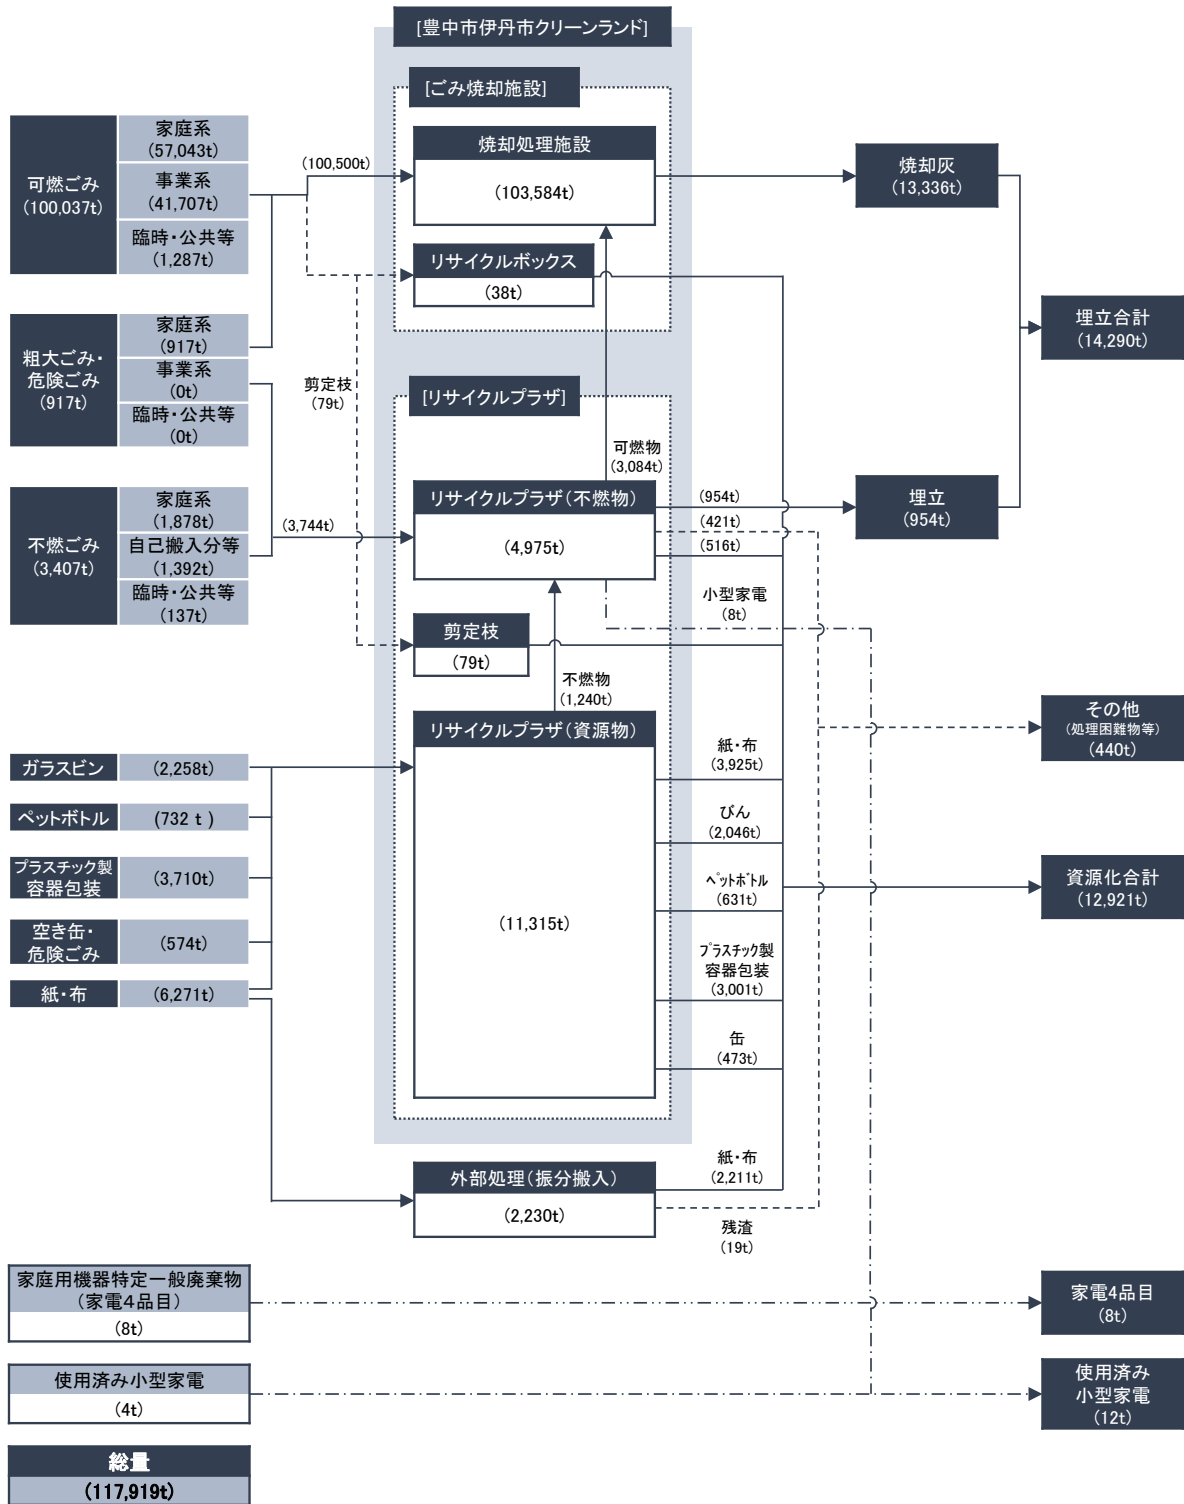 [豊中市伊丹市クリーンランド]
[ごみ焼却施設]
可燃ごみ
(100,037t)
家庭系
(57,043t)
事業系
(41,707t)
臨時・公共等
(1,287t)
(100,500t)
焼却処理施設
(103,584t)
焼却灰
(13,336t)
リサイクルボックス
(38t)
粗大ごみ・
危険ごみ
(917t)
家庭系
(917t)
事業系
(0t)
臨時・公共等
(0t)
埋立合計
(14,290t)
剪定枝
(79t)
[リサイクルプラザ]
可燃物
(3,084t)
不燃ごみ
(3,407t)
家庭系
(1,878t)
自己搬入分等
(1,392t)
臨時・公共等
(137t)
(3,744t)
リサイクルプラザ(不燃物)
(4,975t)
(954t)
(421t)
(516t)
埋立
(954t)
小型家電
(8t)
剪定枝
(79t)
不燃物
(1,240t)
リサイクルプラザ(資源物)
(11,315t)
その他
(処理困難物等)
(440t)
ガラスビン
(2,258t)
ペットボトル
(732ｔ)
プラスチック製
容器包装
(3,710t)
空き缶・
危険ごみ
(574t)
紙・布
(6,271t)
紙・布
(3,925t)
びん
(2,046t)
ﾍﾟｯﾄﾎﾞﾄﾙ
(631t)
ﾌﾟﾗｽﾁｯｸ製
容器包装
(3,001t)
缶
(473t)
資源化合計
(12,921t)
外部処理(振分搬入)
(2,230t)
紙・布
(2,211t)
残渣
(19t)
家庭用機器特定一般廃棄物
(家電４品目)
(8t)
家電4品目
(8t)
使用済み小型家電
(4t)
使用済み
小型家電
(12t)
総量
(117,919t)